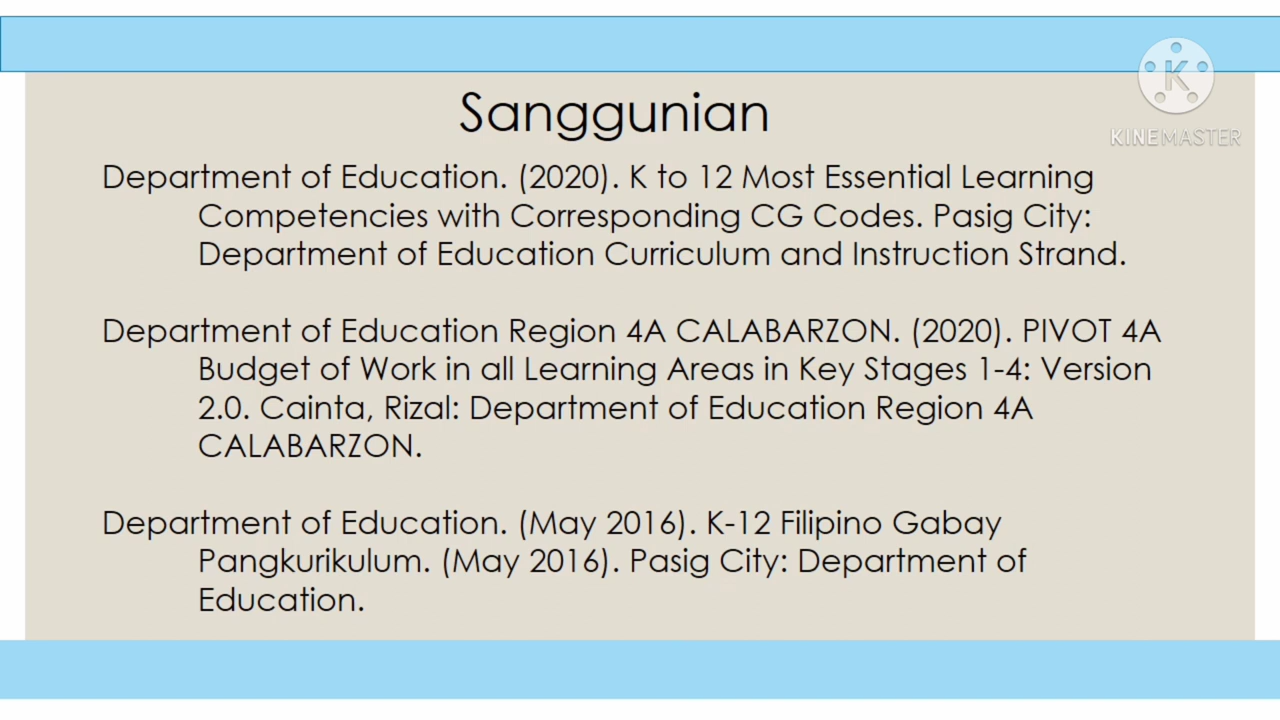 K
KINEMASTER
Sanggunian
Department of Education. (2020). K to 12 Most Essential Learning
Competencies with Corresponding CG Codes. Pasig City:
Department of Education Curriculum and Instruction Strand.
Department of Education Region 4A CALABARZON. (2020). PIVOT 4A
Budget of Work in all Learning Areas in Key Stages 1-4: Version
2.0. Cainta, Rizal: Department of Education Region 4A
CALABARZON.
Department of Education. (May 2016). K-12 Filipino Gabay
Pangkurikulum. (May 2016). Pasig City: Department of
Education.